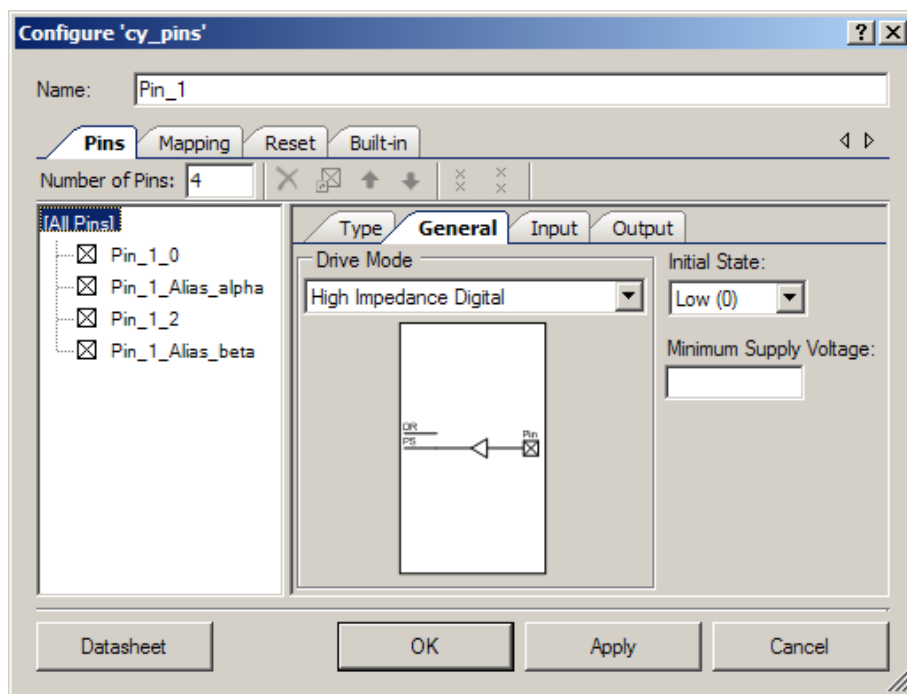 Configure 'cy_pins'
Name: Pin_1
Pins Mapping Reset Built-in
Number of Pins: 4
[All Pins]
Pin_1_0
Pin_1_Alias_alpha
Pin_1_2
Pin_1_Alias_beta
Type General Input Output
Drive Mode
High Impedance Digital
DR
PS
Pin
Initial State:
Low (0)
Minimum Supply Voltage:
Datasheet OK Apply Cancel